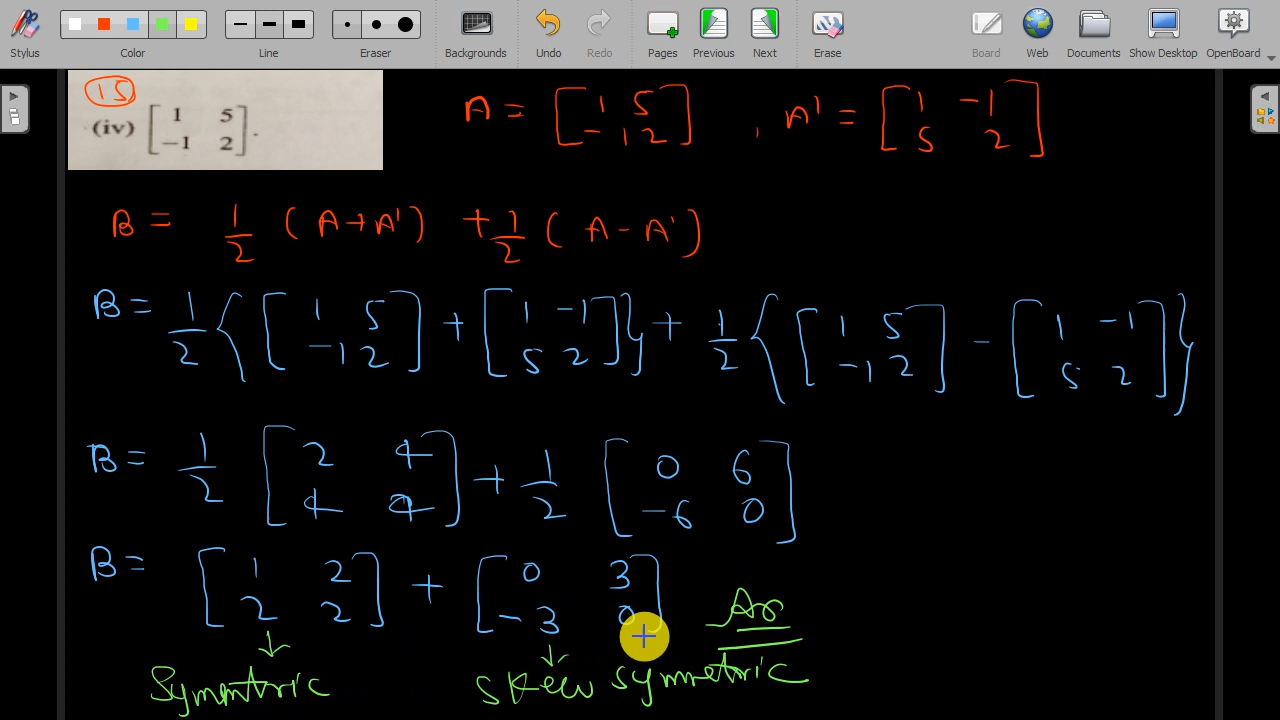 Stylus Color Line Eraser Backgrounds Undo Redo Pages Previous Next Erase Board Web Documents Show Desktop OpenBoard
15
(iv) [1 5
-1 2].
A = [1 5
-1 2] , A' = [1 -1
5 2]
B = 1/2 (A + A') + 1/2 (A - A')
B = 1/2 {[1 5
-1 2] + [1 -1
5 2]} + 1/2 {[1 5
-1 2] - [1 -1
5 2]}
B = 1/2 [2 4
4 4] + 1/2 [0 6
-6 0]
B = [1 2
2 2] + [0 3
-3 0]
Symmtric Skew symmetric